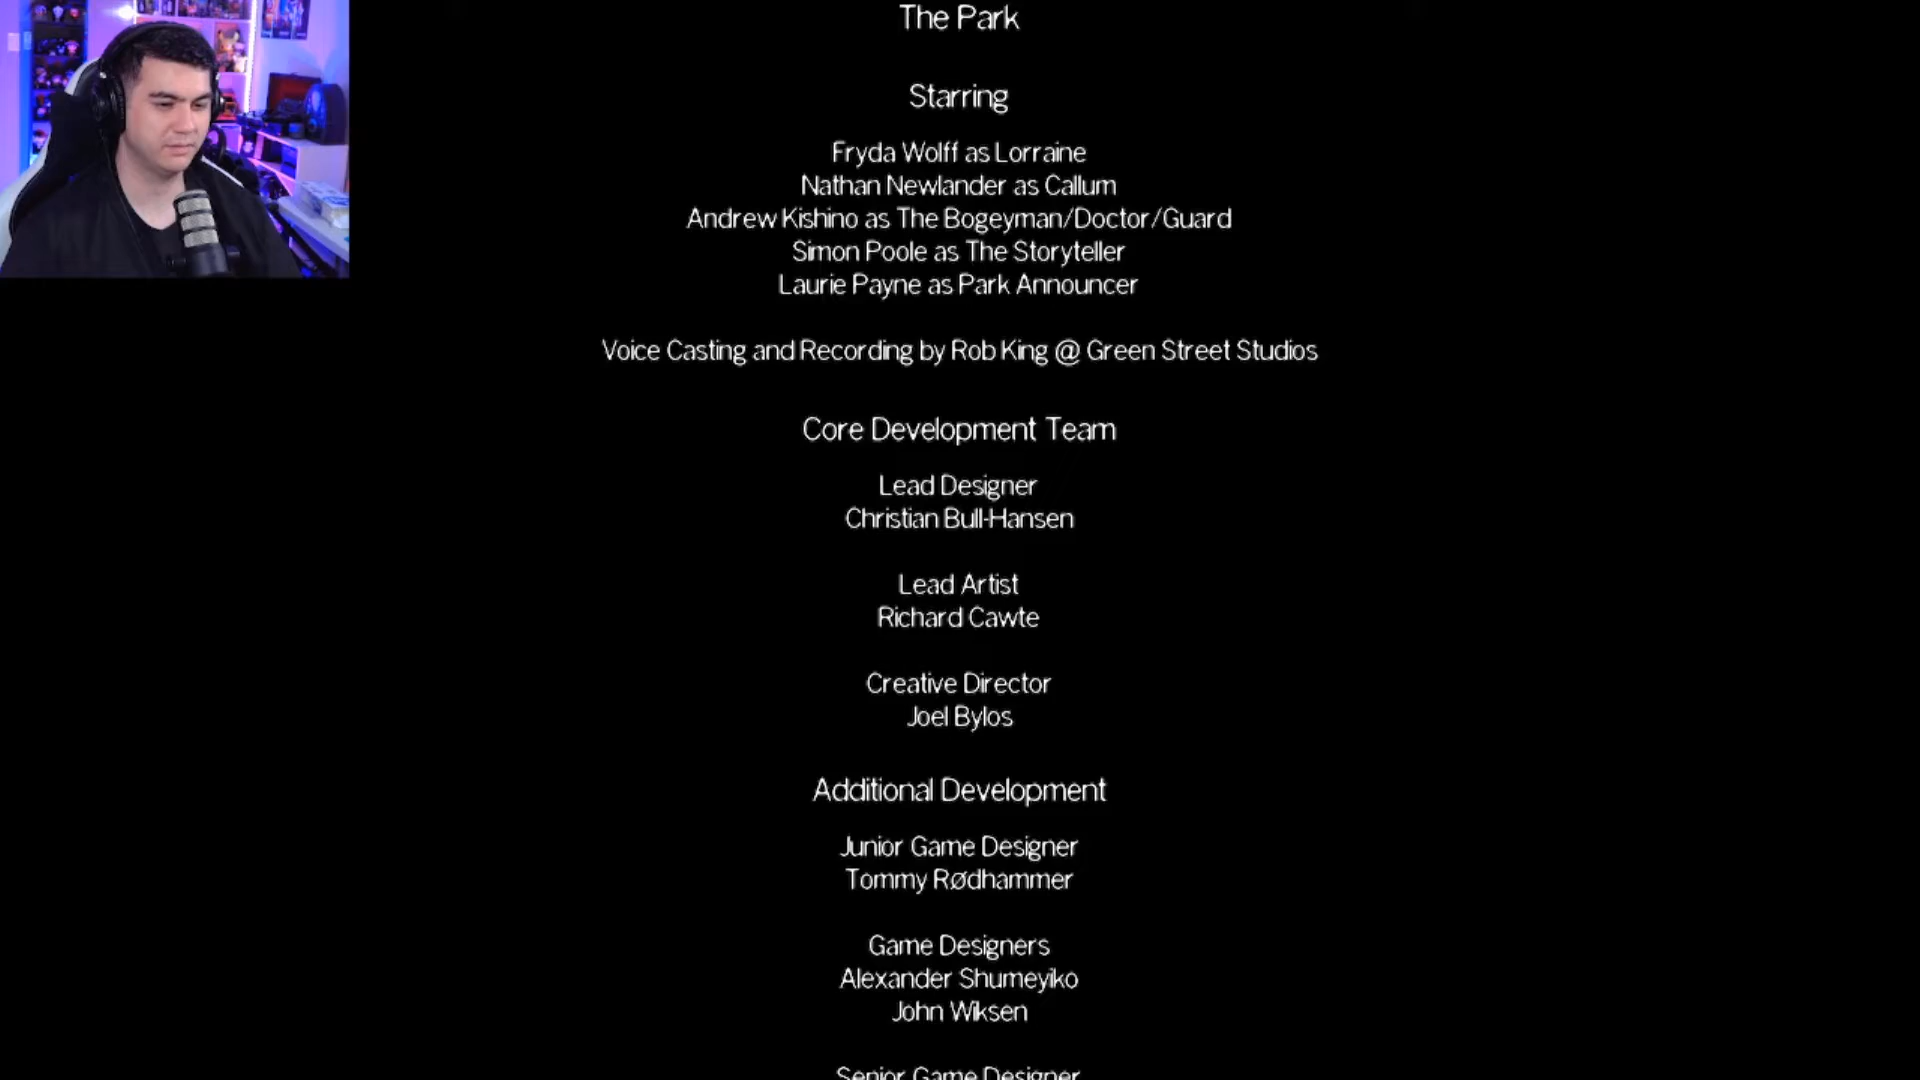 The Park
Starring
Fryda Wolff as Lorraine
Nathan Newlander as Callum
Andrew Kishino as The Bogeyman/Doctor/Guard
Simon Poole as The Storyteller
Laurie Payne as Park Announcer
Voice Casting and Recording by Rob King @ Green Street Studios
Core Development Team
Lead Designer
Christian Bull-Hansen
Lead Artist
Richard Cawte
Creative Director
Joel Bylos
Additional Development
Junior Game Designer
Tommy Rødhammer
Game Designers
Alexander Shumeyiko
John Wiksen
Senior Game Designer